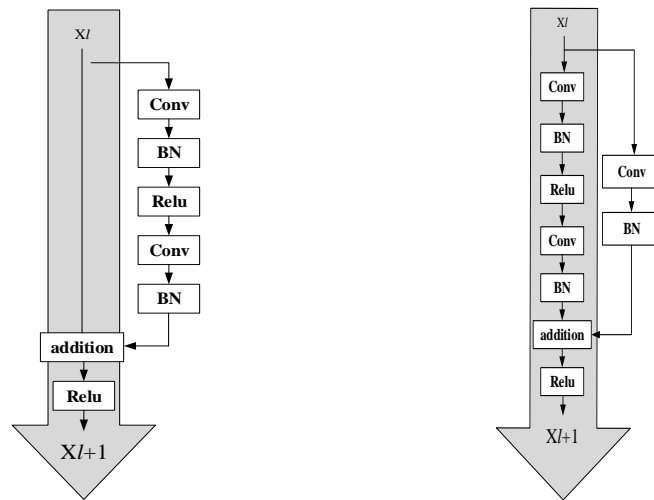 Xl
Conv
BN
Relu
Conv
BN
addition
Relu
Xl+1
Xl
Conv
BN
Relu
Conv
BN
addition
Relu
Xl+1
Conv
BN